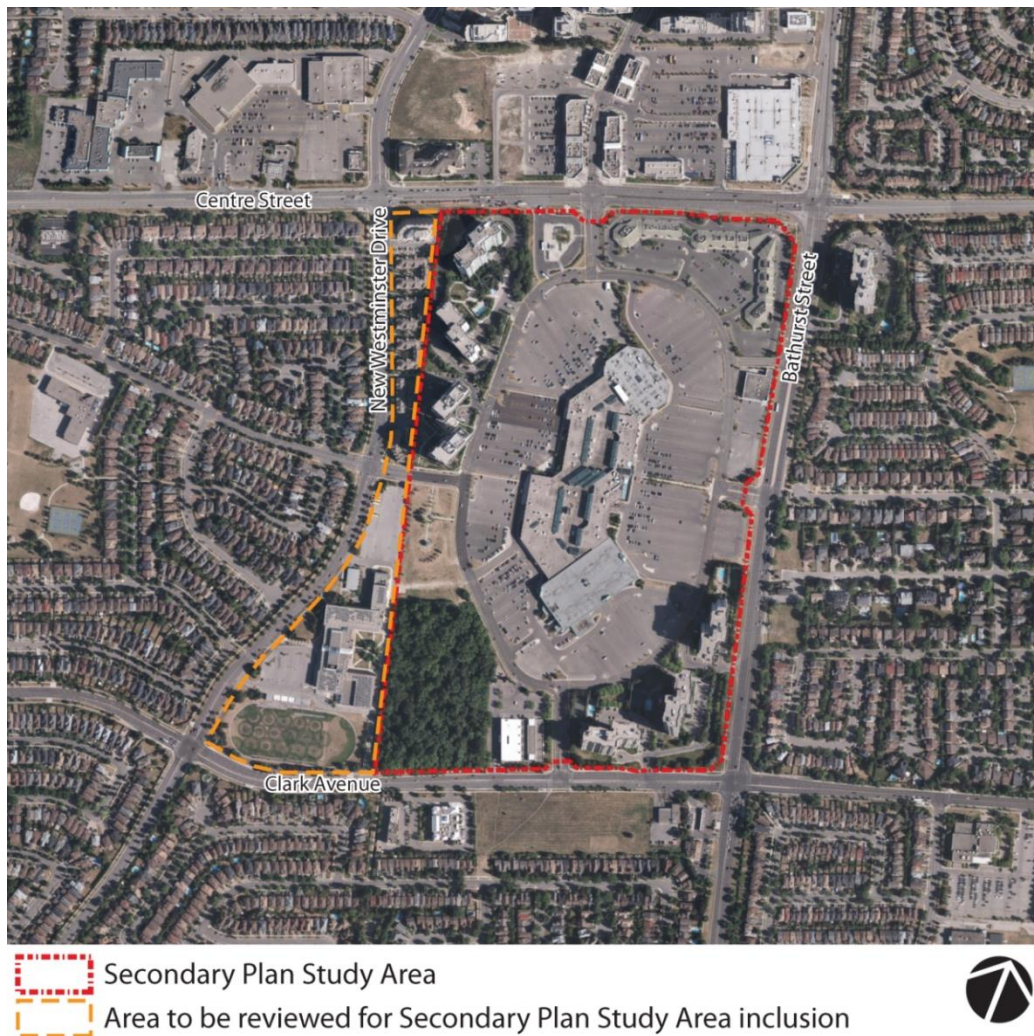 Centre Street
New Westminster Drive
Bathurst Street
Clark Avenue
Secondary Plan Study Area
Area to be reviewed for Secondary Plan Study Area inclusion